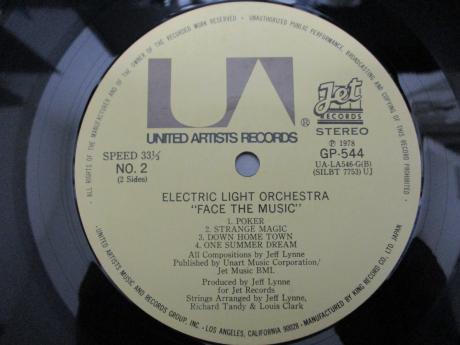 · ALL RIGHTS OF THE MANUFACTURER AND OF THE OWNER OF THE RECORDED WORK RESERVED · UNAUTHORIZED PUBLIC PERFORMANCE, BROADCASTING AND COPYING OF THIS RECORD PROHIBITED.
UA
®
Jet
RECORDS
UNITED ARTISTS RECORDS
STEREO
SPEED 33⅓
℗ 1978
NO. 2
GP-544
(2 Sides)
UA-LA546-G(B)
(SILBT 7753) UJ
ELECTRIC LIGHT ORCHESTRA
"FACE THE MUSIC"
1. POKER
2. STRANGE MAGIC
3. DOWN HOME TOWN
4. ONE SUMMER DREAM
All Compositions by Jeff Lynne
Published by Unart Music Corporation/
Jet Music BMI
Produced by Jeff Lynne
for Jet Records
Strings Arranged by Jeff Lynne,
Richard Tandy & Louis Clark
· UNITED ARTISTS MUSIC AND RECORDS GROUP, INC. · LOS ANGELES, CALIFORNIA 90028 · MANUFACTURED BY KING RECORD CO., LTD. JAPAN